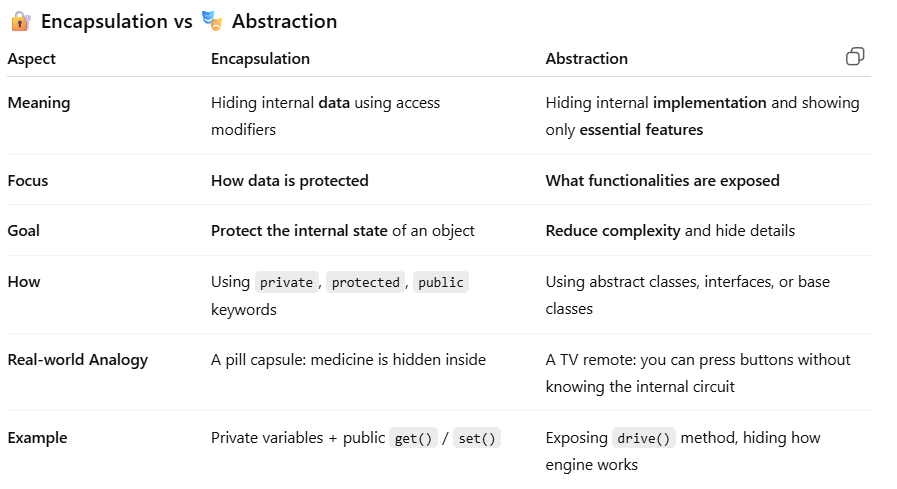 🔐 Encapsulation vs 🎭 Abstraction
Aspect Encapsulation Abstraction
Meaning Hiding internal data using access Hiding internal implementation and showing
modifiers only essential features
Focus How data is protected What functionalities are exposed
Goal Protect the internal state of an object Reduce complexity and hide details
How Using private, protected, public Using abstract classes, interfaces, or base
keywords classes
Real-world Analogy A pill capsule: medicine is hidden inside A TV remote: you can press buttons without
knowing the internal circuit
Example Private variables + public get() / set() Exposing drive() method, hiding how
engine works